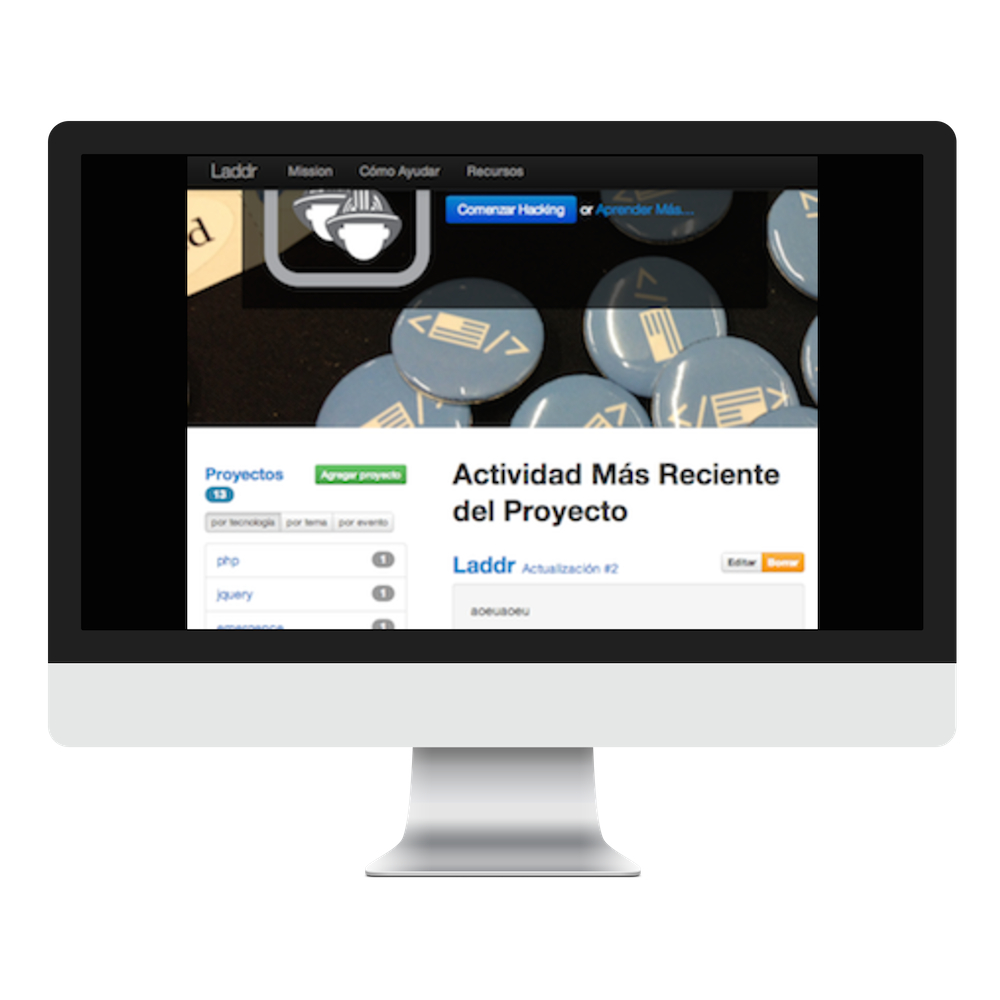 Laddr Mission Cómo Ayudar Recursos
d
Comenzar Hacking or Aprender Más...
</>
</>
</>
</>
Proyectos
13
Agregar proyecto
por tecnología por tema por evento
php 1
jquery 1
emergence 1
Actividad Más Reciente
del Proyecto
Laddr Actualización #2
Editar Borrar
aoeuaoeu